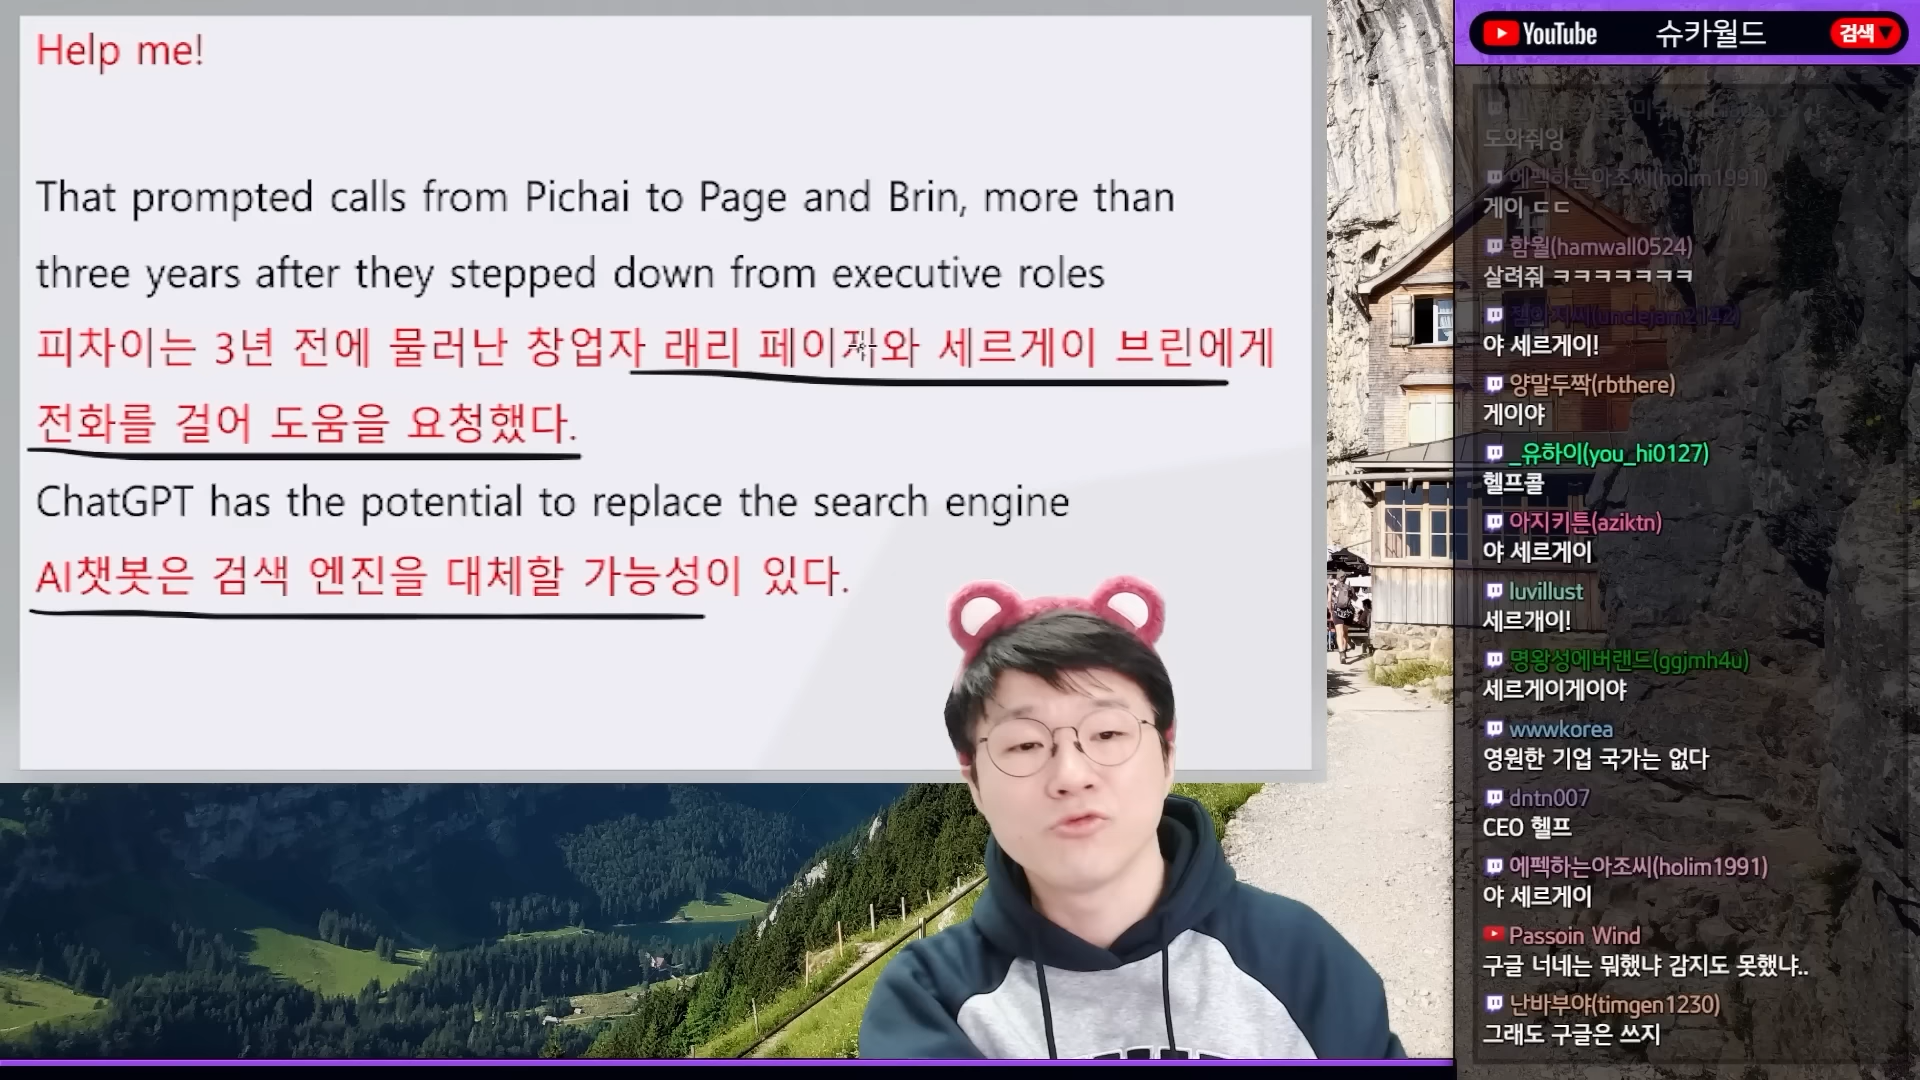 Help me!
That prompted calls from Pichai to Page and Brin, more than
three years after they stepped down from executive roles
피차이는 3년 전에 물러난 창업자 래리 페이지와 세르게이 브린에게
전화를 걸어 도움을 요청했다.
ChatGPT has the potential to replace the search engine
AI챗봇은 검색 엔진을 대체할 가능성이 있다.
YouTube 슈카월드 검색▼
도와줘잉
에펙하는아조씨(holim1991)
게이 ㄷㄷ
함월(hamwall0524)
살려줘 ㅋㅋㅋㅋㅋㅋㅋ
(unclejam2142)
야 세르게이!
양말두짝(rbthere)
게이야
_유하이(you_hi0127)
헬프콜
아지키튼(aziktn)
야 세르게이
luvillust
세르개이!
명왕성에버랜드(ggjmh4u)
세르게이게이야
wwwkorea
영원한 기업 국가는 없다
dntn007
CEO 헬프
에펙하는아조씨(holim1991)
야 세르게이
Passoin Wind
구글 너네는 뭐했냐 감지도 못했냐..
난바부야(timgen1230)
그래도 구글은 쓰지